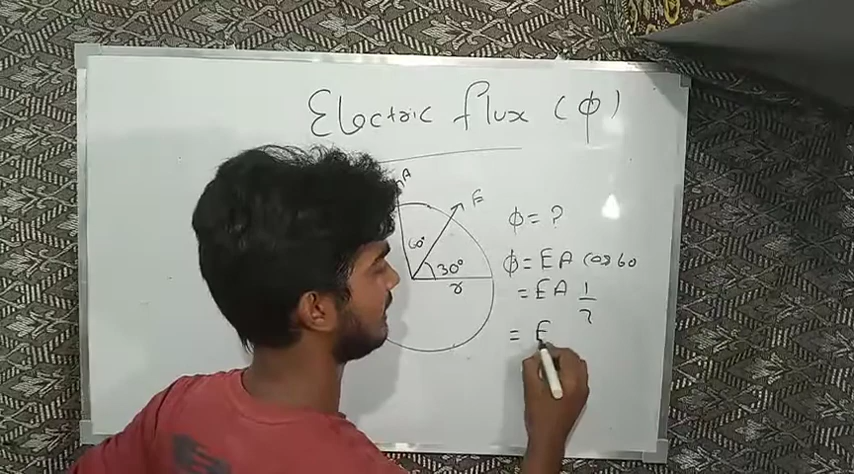 Electric flux (ϕ)
A
E
60°
30°
r
ϕ = ?
ϕ = EA cos 60
= EA 1/2
= E